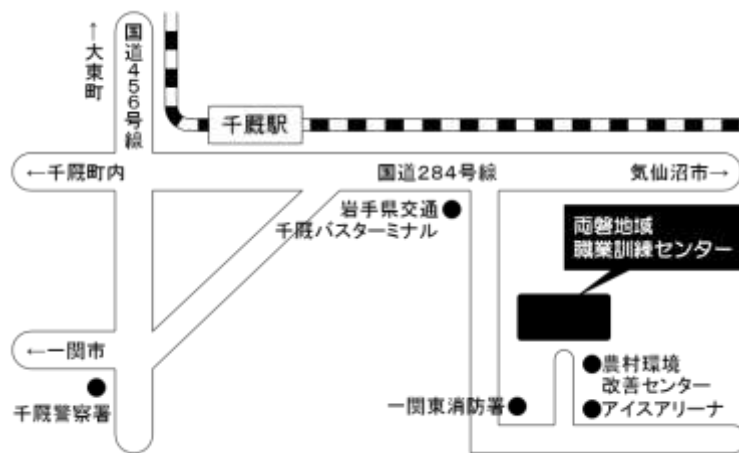 ←大東町
国道456号線
千厩駅
←千厩町内
国道284号線
気仙沼市→
岩手県交通
千厩バスターミナル
両磐地域
職業訓練センター
←一関市
千厩警察署
一関東消防署
農村環境
改善センター
アイスアリーナ